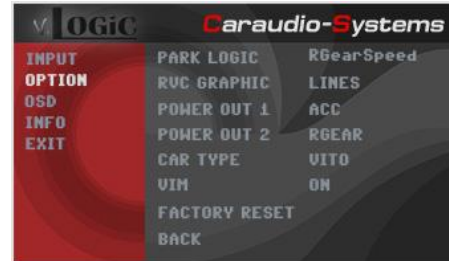 v.LOGiC Caraudio-Systems
INPUT
OPTION
OSD
INFO
EXIT
PARK LOGIC RGearSpeed
RVC GRAPHIC LINES
POWER OUT 1 ACC
POWER OUT 2 RGEAR
CAR TYPE VITO
VIM ON
FACTORY RESET
BACK